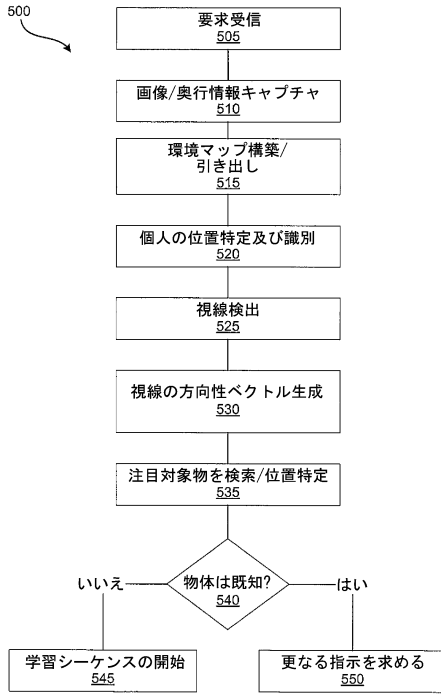 500
要求受信
505
画像/奥行情報キャプチャ
510
環境マップ構築/
引き出し
515
個人の位置特定及び識別
520
視線検出
525
視線の方向性ベクトル生成
530
注目対象物を検索/位置特定
535
物体は既知?
540
いいえ
はい
学習シーケンスの開始
545
更なる指示を求める
550